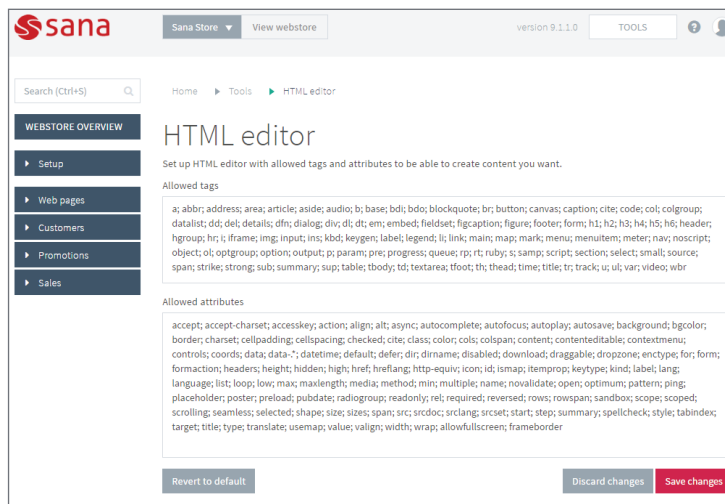 sana
Sana Store View webstore version 9.1.1.0 TOOLS ?
Search (Ctrl+S)
Home Tools HTML editor
WEBSTORE OVERVIEW
Setup
Web pages
Customers
Promotions
Sales
HTML editor
Set up HTML editor with allowed tags and attributes to be able to create content you want.
Allowed tags
a; abbr; address; area; article; aside; audio; b; base; bdi; bdo; blockquote; br; button; canvas; caption; cite; code; col; colgroup;
datalist; dd; del; details; dfn; dialog; div; dl; dt; em; embed; fieldset; figcaption; figure; footer; form; h1; h2; h3; h4; h5; h6; header;
hgroup; hr; i; iframe; img; input; ins; kbd; keygen; label; legend; li; link; main; map; mark; menu; menuitem; meter; nav; noscript;
object; ol; optgroup; option; output; p; param; pre; progress; queue; rp; rt; ruby; s; samp; script; section; select; small; source;
span; strike; strong; sub; summary; sup; table; tbody; td; textarea; tfoot; th; thead; time; title; tr; track; u; ul; var; video; wbr
Allowed attributes
accept; accept-charset; accesskey; action; align; alt; async; autocomplete; autofocus; autoplay; autosave; background; bgcolor;
border; charset; cellpadding; cellspacing; checked; cite; class; color; cols; colspan; content; contenteditable; contextmenu;
controls; coords; data; data-.*; datetime; default; defer; dir; dirname; disabled; download; draggable; dropzone; enctype; for; form;
formaction; headers; height; hidden; high; href; hreflang; http-equiv; icon; id; ismap; itemprop; keytype; kind; label; lang;
language; list; loop; low; max; maxlength; media; method; min; multiple; name; novalidate; open; optimum; pattern; ping;
placeholder; poster; preload; pubdate; radiogroup; readonly; rel; required; reversed; rows; rowspan; sandbox; scope; scoped;
scrolling; seamless; selected; shape; size; sizes; span; src; srcdoc; srclang; srcset; start; step; summary; spellcheck; style; tabindex;
target; title; type; translate; usemap; value; valign; width; wrap; allowfullscreen; frameborder
Revert to default Discard changes Save changes